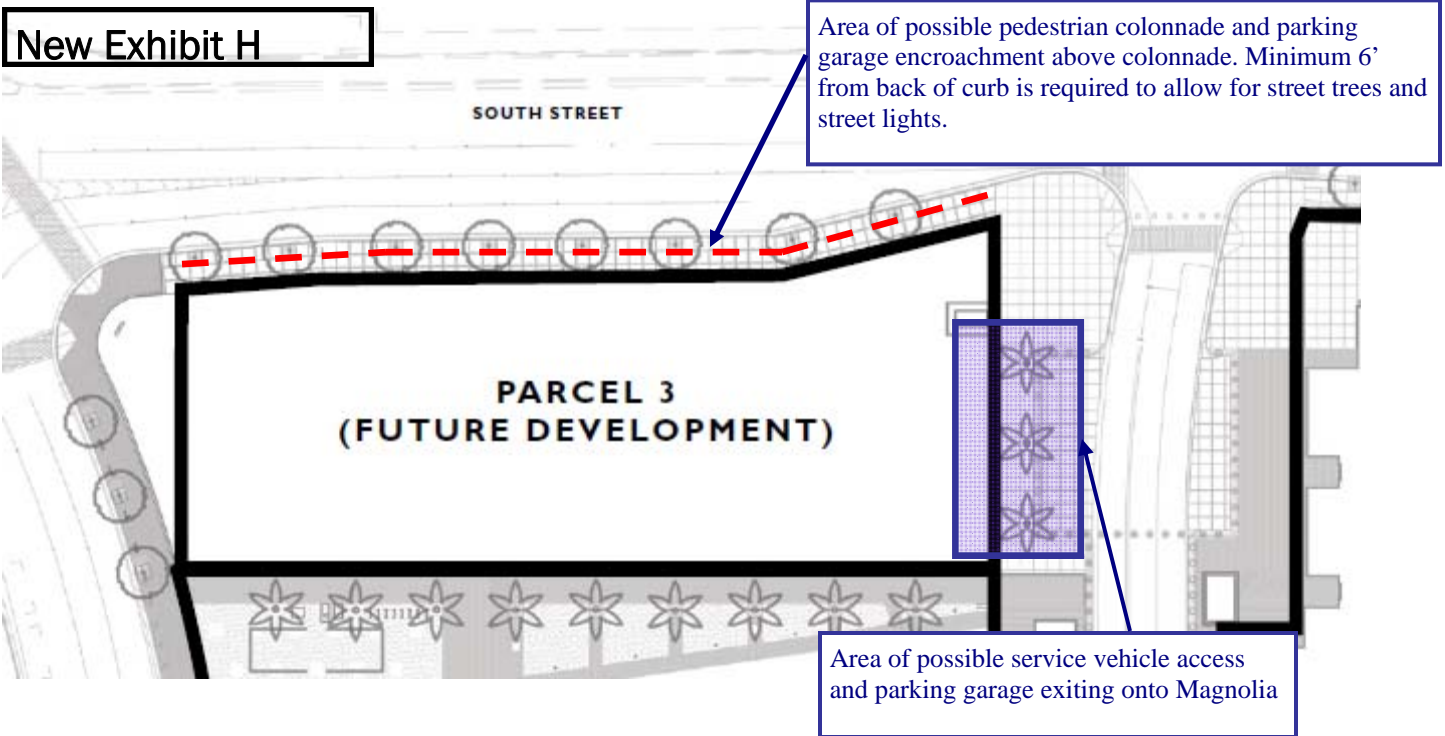 New Exhibit H
Area of possible pedestrian colonnade and parking
garage encroachment above colonnade. Minimum 6’
from back of curb is required to allow for street trees and
street lights.
SOUTH STREET
PARCEL 3
(FUTURE DEVELOPMENT)
Area of possible service vehicle access
and parking garage exiting onto Magnolia